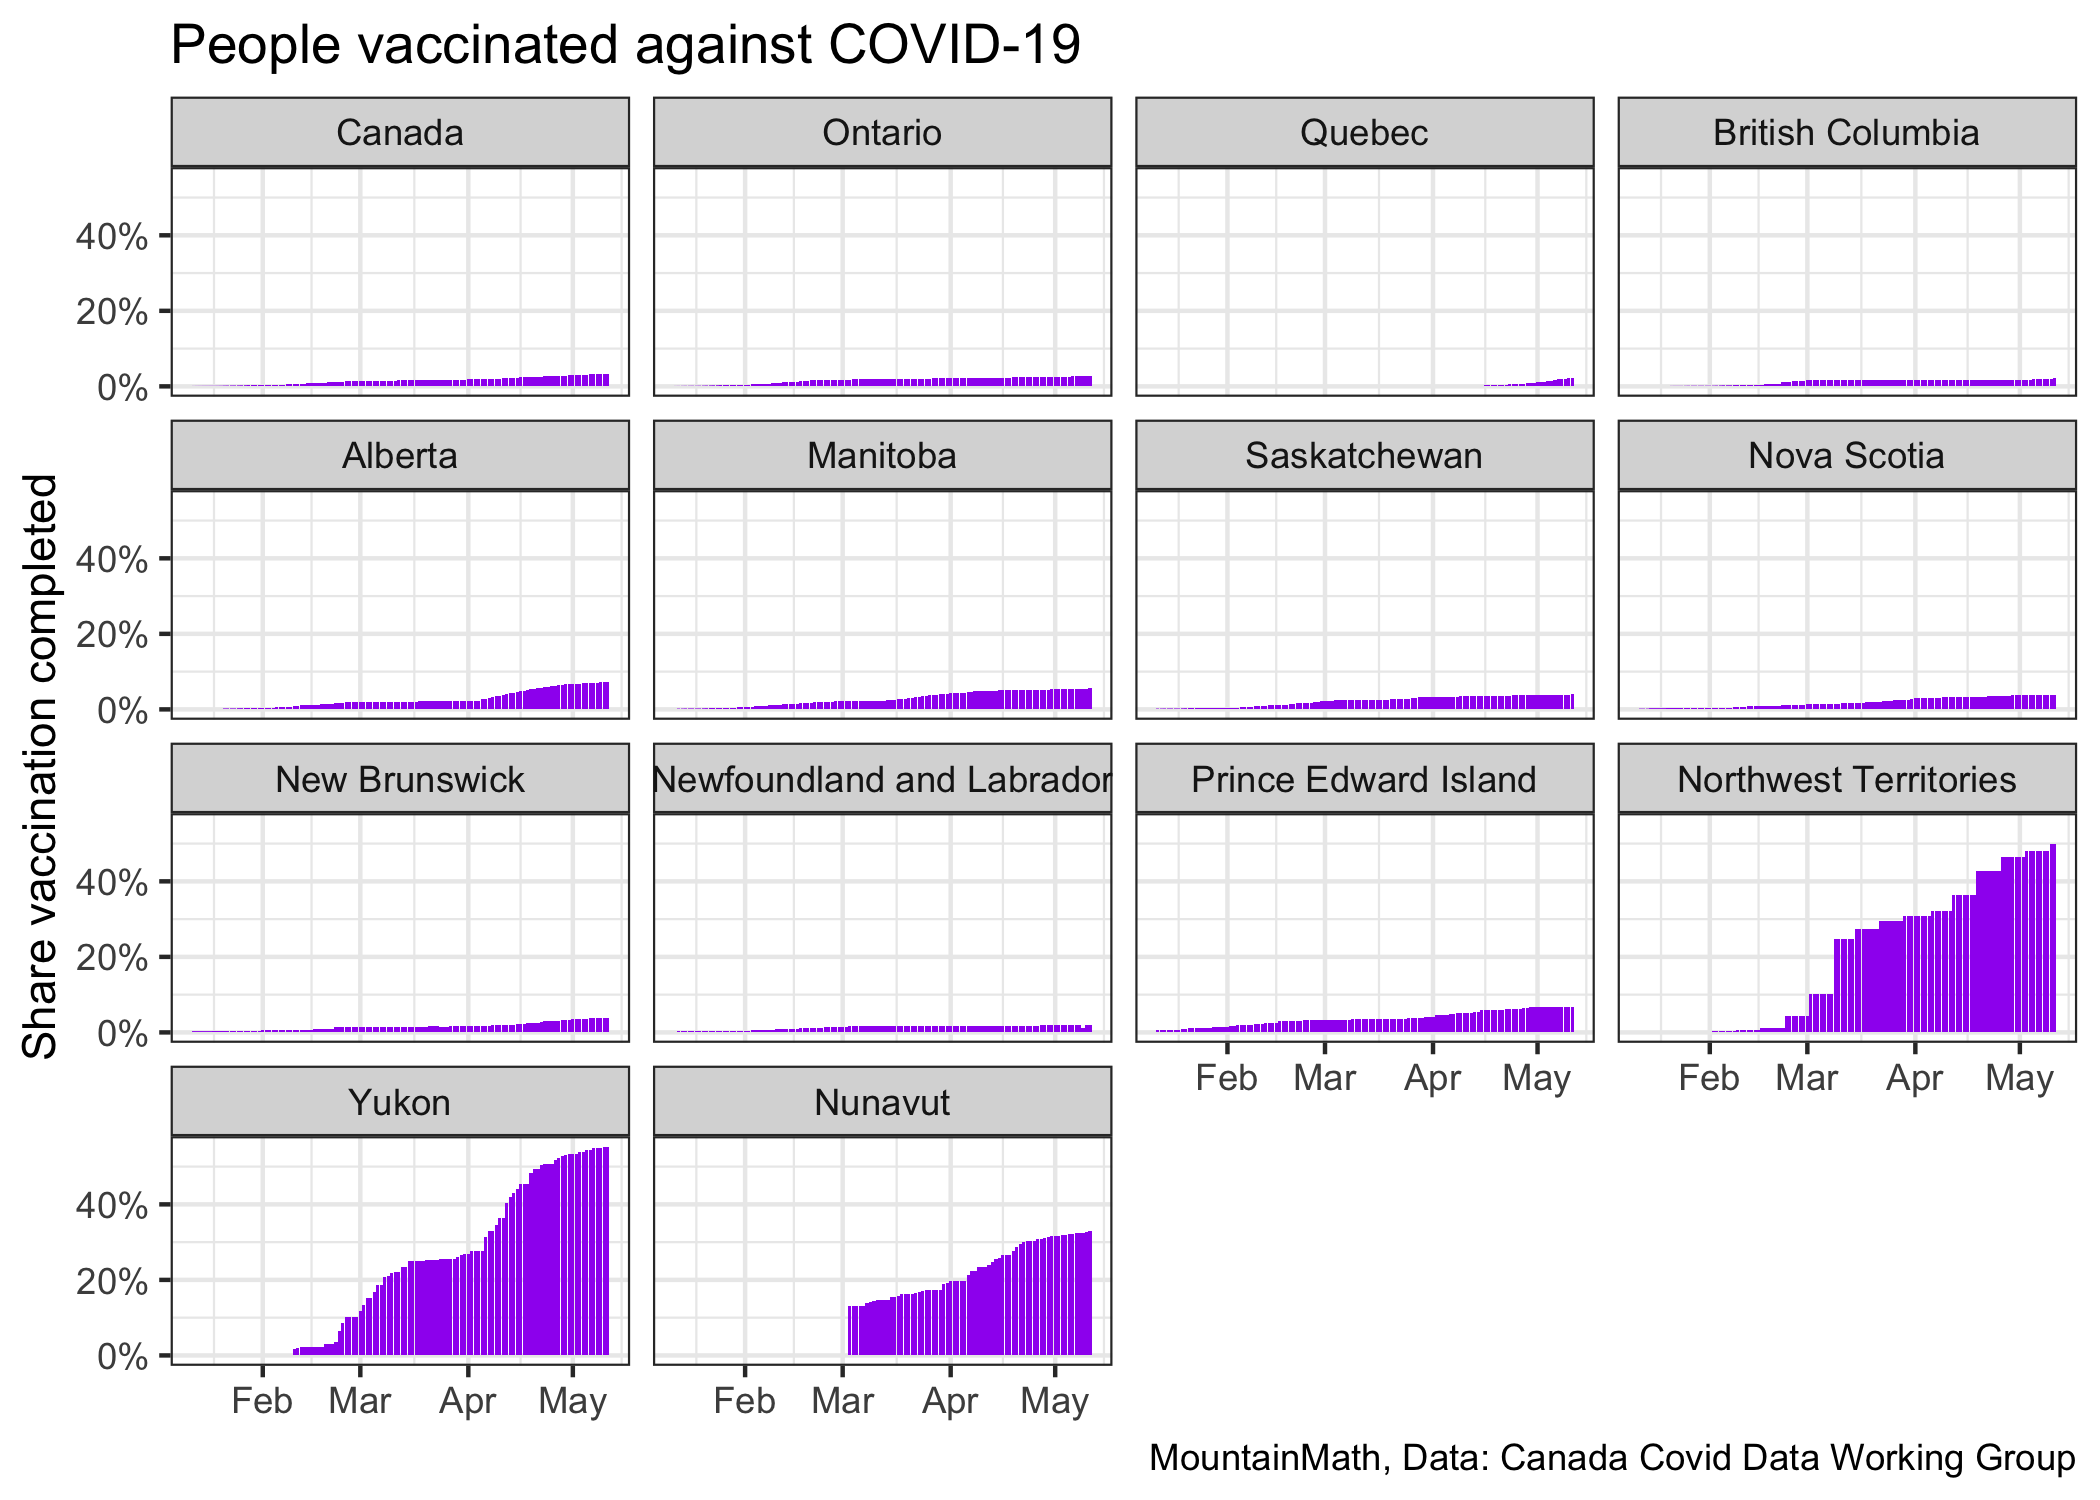 People vaccinated against COVID-19
Share vaccination completed
Canada
Ontario
Quebec
British Columbia
40%
20%
0%
Alberta
Manitoba
Saskatchewan
Nova Scotia
40%
20%
0%
New Brunswick
Newfoundland and Labrador
Prince Edward Island
Northwest Territories
40%
20%
0%
Feb Mar Apr May
Feb Mar Apr May
Yukon
Nunavut
40%
20%
0%
Feb Mar Apr May
Feb Mar Apr May
MountainMath, Data: Canada Covid Data Working Group